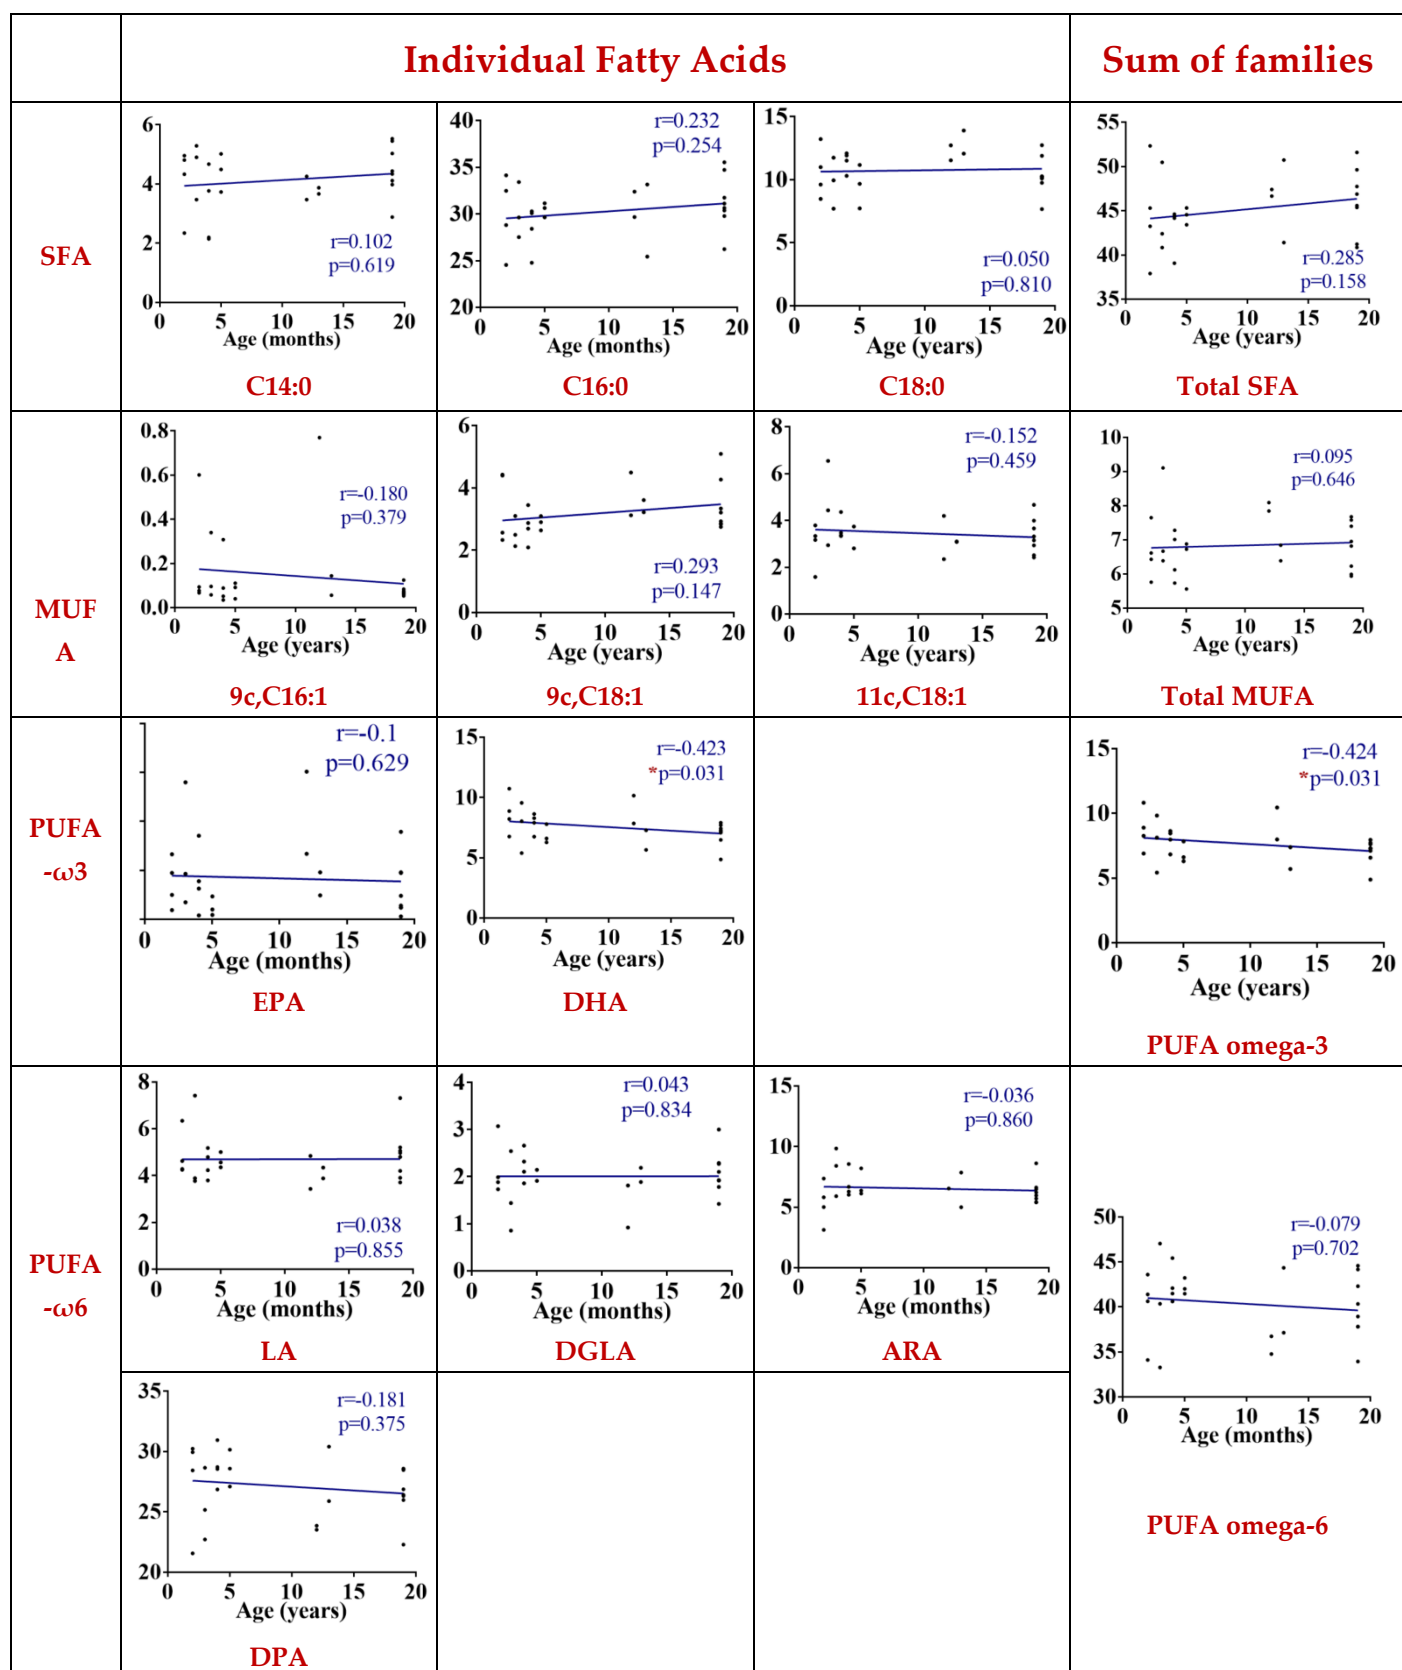 Individual Fatty Acids
Sum of families
SFA
6
4
2
0
0
5
10
15
20
r=0.102
p=0.619
Age (months)
C14:0
40
35
30
25
20
0
5
10
15
20
r=0.232
p=0.254
Age (months)
C16:0
15
10
5
0
0
5
10
15
20
r=0.050
p=0.810
Age (years)
C18:0
55
50
45
40
35
0
5
10
15
20
r=0.285
p=0.158
Age (years)
Total SFA
MUF
A
0.8
0.6
0.4
0.2
0.0
0
5
10
15
20
r=-0.180
p=0.379
Age (years)
9c,C16:1
6
4
2
0
0
5
10
15
20
r=0.293
p=0.147
Age (years)
9c,C18:1
8
6
4
2
0
0
5
10
15
20
r=-0.152
p=0.459
Age (years)
11c,C18:1
10
9
8
7
6
5
0
5
10
15
20
r=0.095
p=0.646
Age (years)
Total MUFA
PUFA
-ω3
r=-0.1
p=0.629
0
5
10
15
20
Age (months)
EPA
15
10
5
0
0
5
10
15
20
r=-0.423
*p=0.031
Age (years)
DHA
15
10
5
0
0
5
10
15
20
r=-0.424
*p=0.031
Age (years)
PUFA omega-3
PUFA
-ω6
8
6
4
2
0
0
5
10
15
20
r=0.038
p=0.855
Age (months)
LA
4
3
2
1
0
0
5
10
15
20
r=0.043
p=0.834
Age (months)
DGLA
15
10
5
0
0
5
10
15
20
r=-0.036
p=0.860
Age (months)
ARA
50
45
40
35
30
0
5
10
15
20
r=-0.079
p=0.702
Age (months)
PUFA omega-6
35
30
25
20
0
5
10
15
20
r=-0.181
p=0.375
Age (years)
DPA